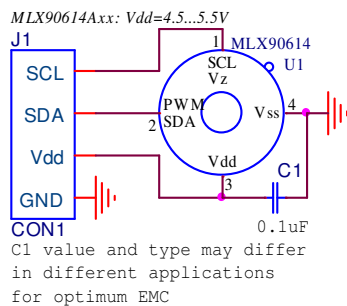 MLX90614Axx: Vdd=4.5...5.5V
J1
1
MLX90614
U1
SCL
SCL
Vz
SDA
PWM
SDA
2
Vss
4
Vdd
Vdd
3
C1
GND
CON1
0.1uF
C1 value and type may differ
in different applications
for optimum EMC